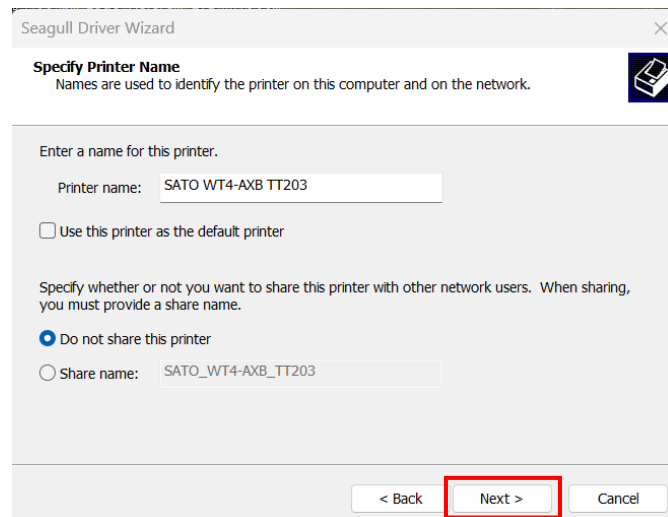 Seagull Driver Wizard
Specify Printer Name
Names are used to identify the printer on this computer and on the network.
Enter a name for this printer.
Printer name: SATO WT4-AXB TT203
Use this printer as the default printer
Specify whether or not you want to share this printer with other network users. When sharing,
you must provide a share name.
Do not share this printer
Share name: SATO_WT4-AXB_TT203
< Back Next > Cancel